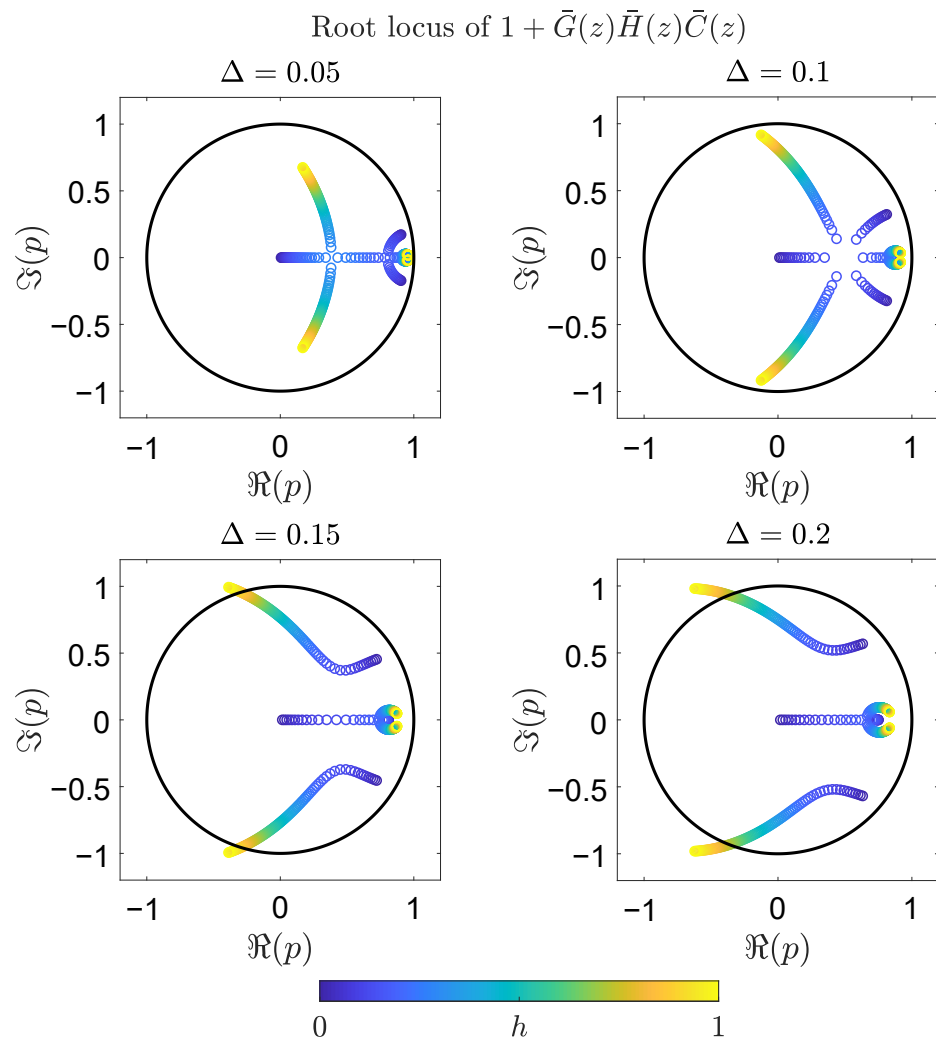 Root locus of 1 + Ḡ(z)H̄(z)C̄(z)
Δ = 0.05
Δ = 0.1
1
0.5
0
−0.5
−1
ℑ(p)
−1 0 1
ℜ(p)
1
0.5
0
−0.5
−1
ℑ(p)
−1 0 1
ℜ(p)
Δ = 0.15
Δ = 0.2
1
0.5
0
−0.5
−1
ℑ(p)
−1 0 1
ℜ(p)
1
0.5
0
−0.5
−1
ℑ(p)
−1 0 1
ℜ(p)
0 h 1